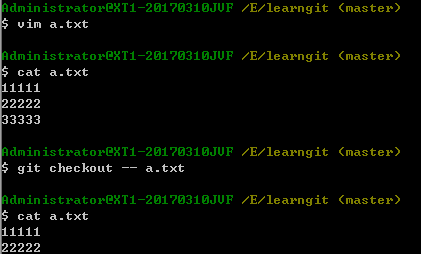 Administrator@XT1-20170310JVF /E/learngit (master)
$ vim a.txt
Administrator@XT1-20170310JVF /E/learngit (master)
$ cat a.txt
11111
22222
33333
Administrator@XT1-20170310JVF /E/learngit (master)
$ git checkout -- a.txt
Administrator@XT1-20170310JVF /E/learngit (master)
$ cat a.txt
11111
22222